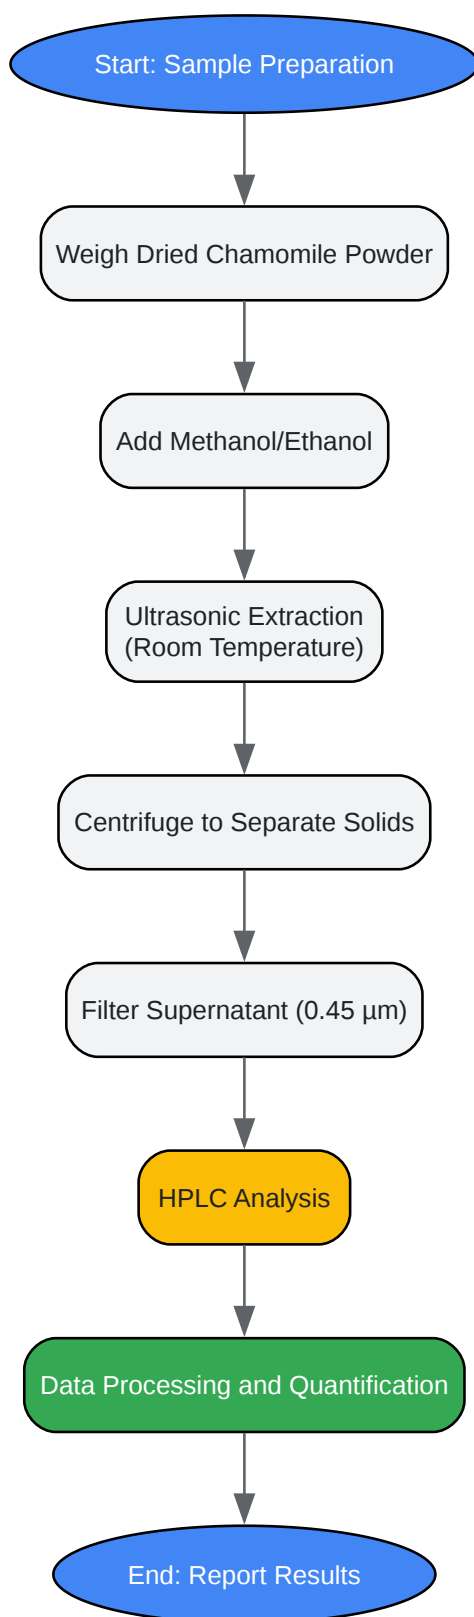 Start: Sample Preparation
Weigh Dried Chamomile Powder
Add Methanol/Ethanol
Ultrasonic Extraction
(Room Temperature)
Centrifuge to Separate Solids
Filter Supernatant (0.45 µm)
HPLC Analysis
Data Processing and Quantification
End: Report Results